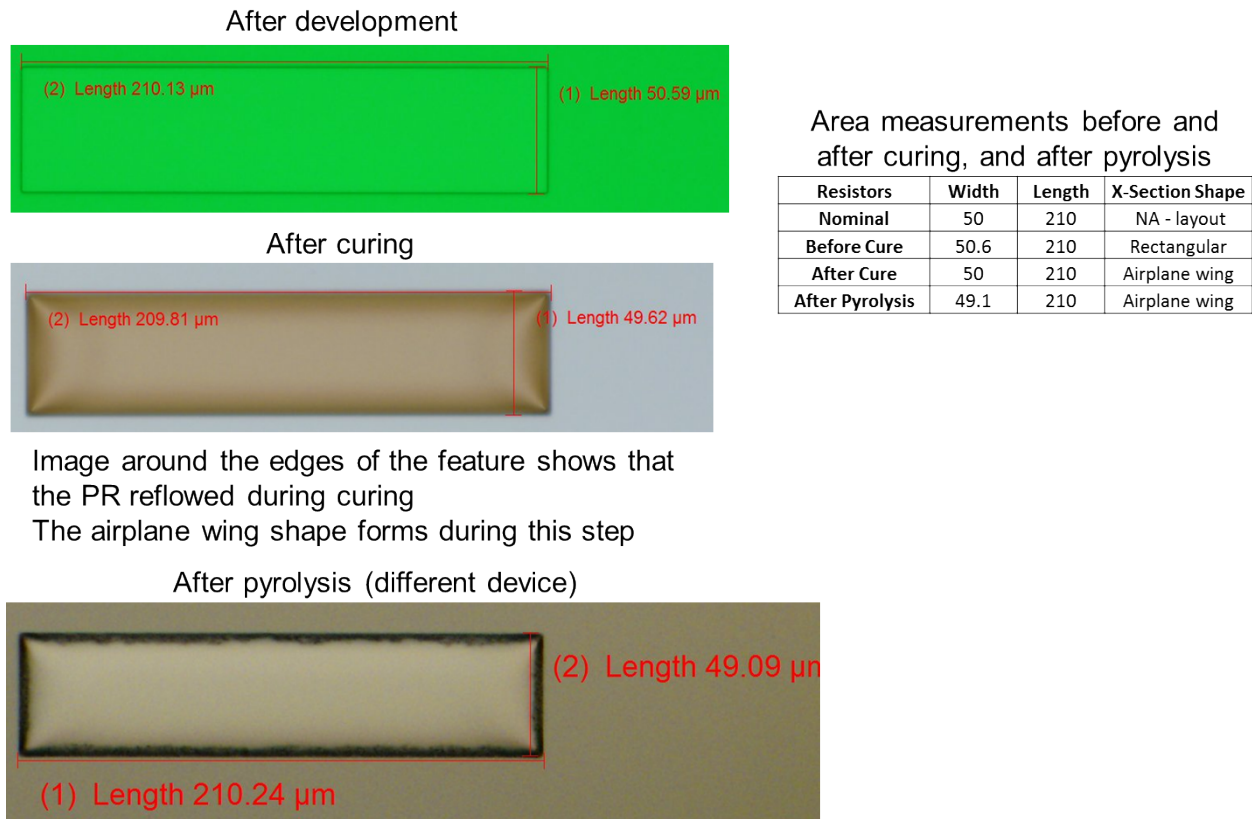 After development
(2) Length 210.13 µm
(1) Length 50.59 µm
After curing
(2) Length 209.81 µm
(1) Length 49.62 µm
Image around the edges of the feature shows that
the PR reflowed during curing
The airplane wing shape forms during this step
After pyrolysis (different device)
(2) Length 49.09 µm
(1) Length 210.24 µm
Area measurements before and
after curing, and after pyrolysis
Resistors Width Length X-Section Shape
Nominal 50 210 NA - layout
Before Cure 50.6 210 Rectangular
After Cure 50 210 Airplane wing
After Pyrolysis 49.1 210 Airplane wing